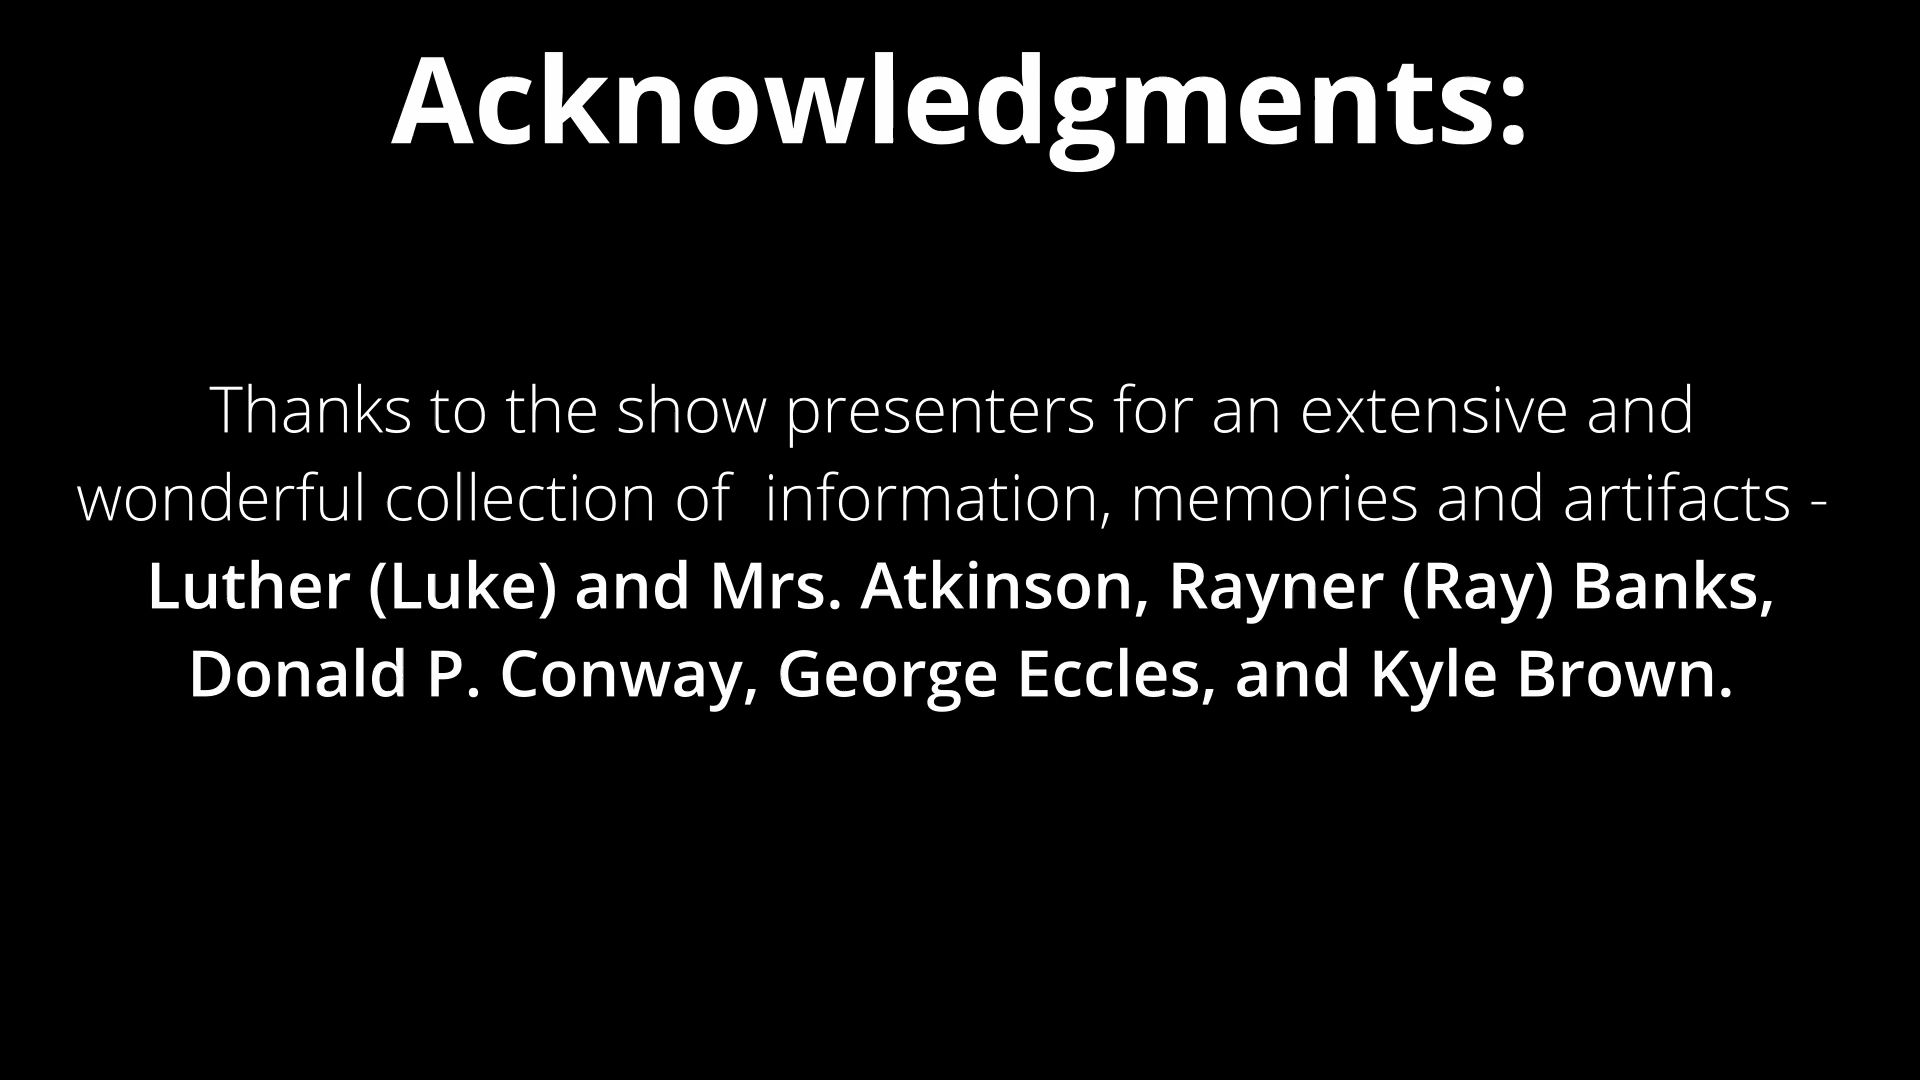 Acknowledgments:
Thanks to the show presenters for an extensive and
wonderful collection of  information, memories and artifacts -
Luther (Luke) and Mrs. Atkinson, Rayner (Ray) Banks,
Donald P. Conway, George Eccles, and Kyle Brown.